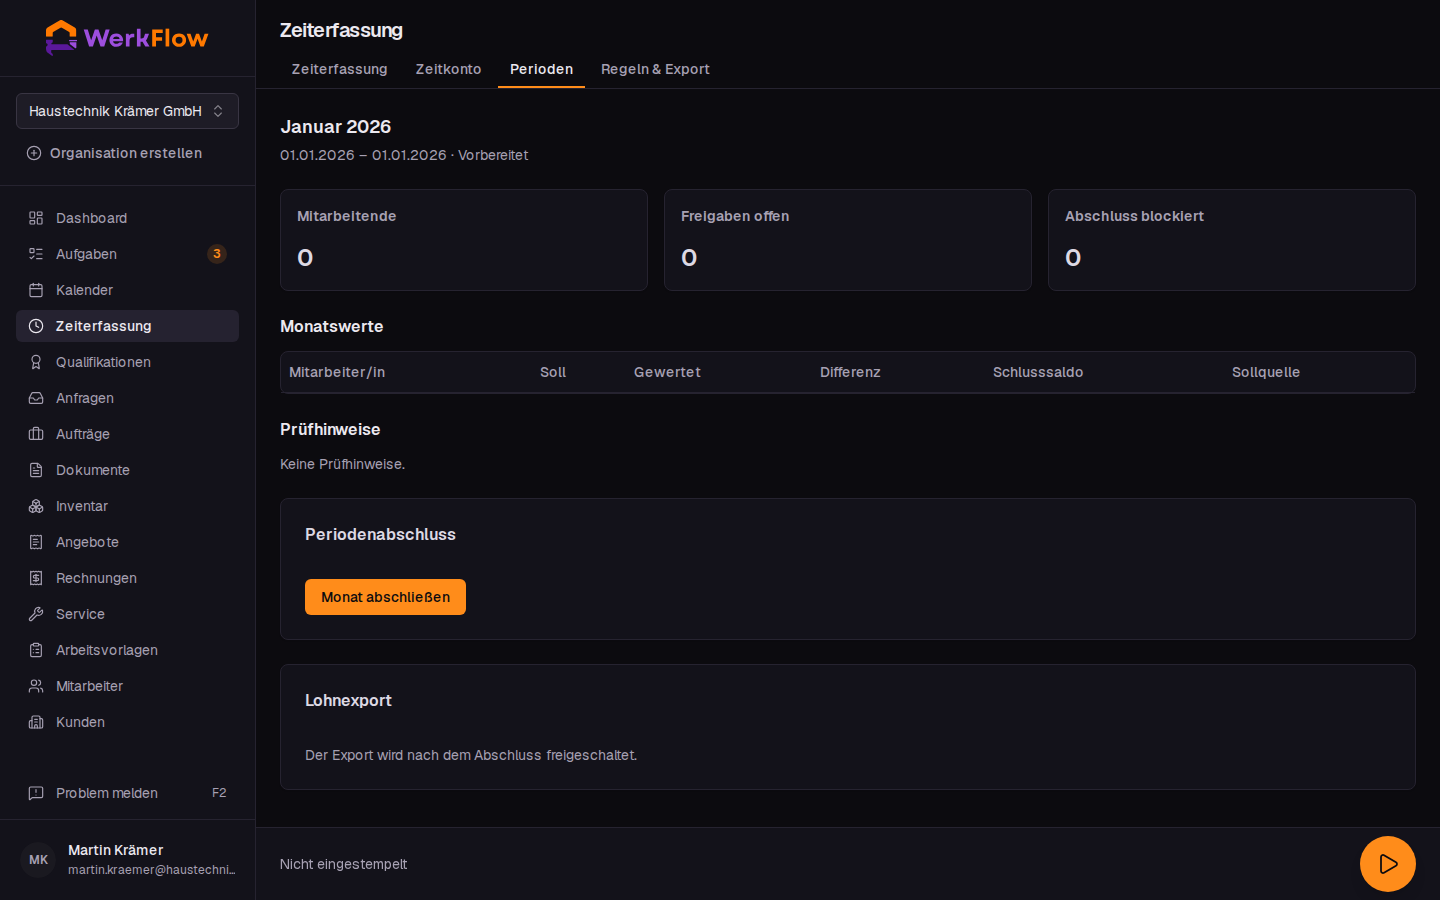 WerkFlow
Haustechnik Krämer GmbH
Organisation erstellen
Dashboard
Aufgaben 3
Kalender
Zeiterfassung
Qualifikationen
Anfragen
Aufträge
Dokumente
Inventar
Angebote
Rechnungen
Service
Arbeitsvorlagen
Mitarbeiter
Kunden
Problem melden F2
MK
Martin Krämer
martin.kraemer@haustechni...
Zeiterfassung
Zeiterfassung Zeitkonto Perioden Regeln & Export
Januar 2026
01.01.2026 – 01.01.2026 · Vorbereitet
Mitarbeitende
0
Freigaben offen
0
Abschluss blockiert
0
Monatswerte
Mitarbeiter/in Soll Gewertet Differenz Schlusssaldo Sollquelle
Prüfhinweise
Keine Prüfhinweise.
Periodenabschluss
Monat abschließen
Lohnexport
Der Export wird nach dem Abschluss freigeschaltet.
Nicht eingestempelt